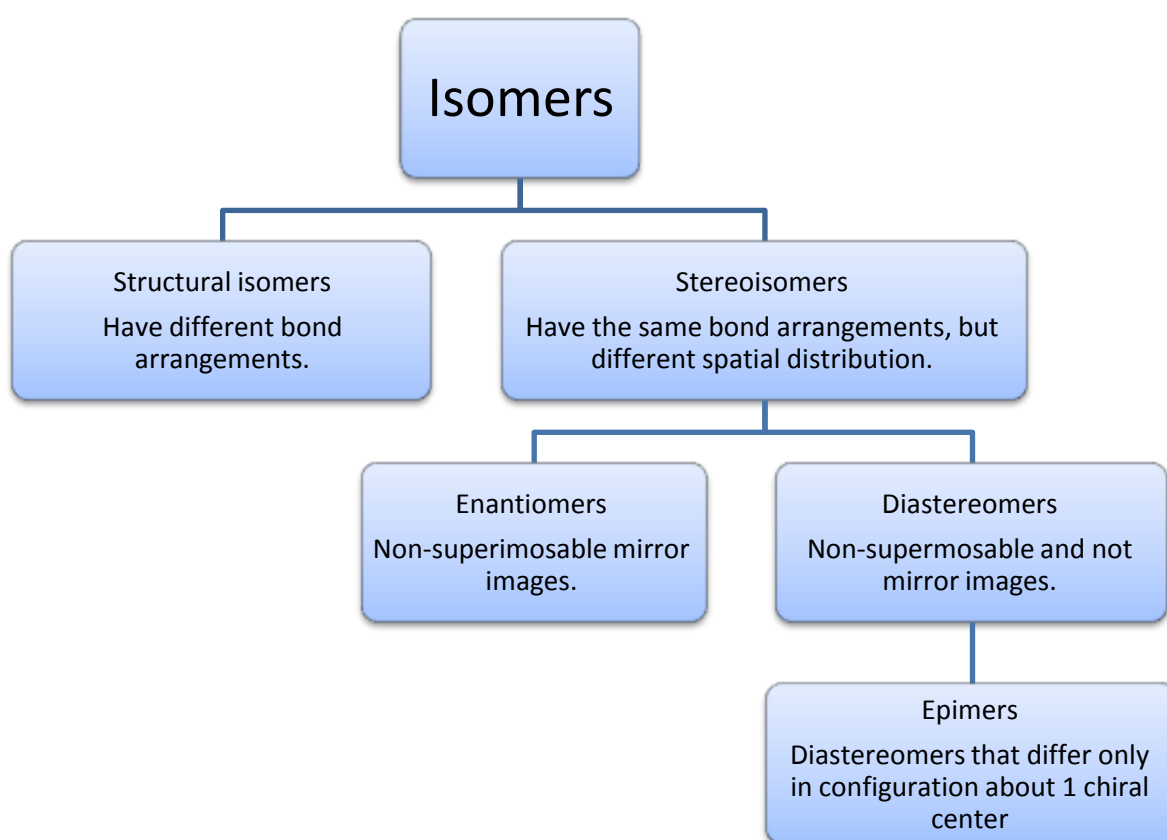 Isomers
Structural isomers
Have different bond
arrangements.
Stereoisomers
Have the same bond arrangements, but
different spatial distribution.
Enantiomers
Non-superimosable mirror
images.
Diastereomers
Non-supermosable and not
mirror images.
Epimers
Diastereomers that differ only
in configuration about 1 chiral
center